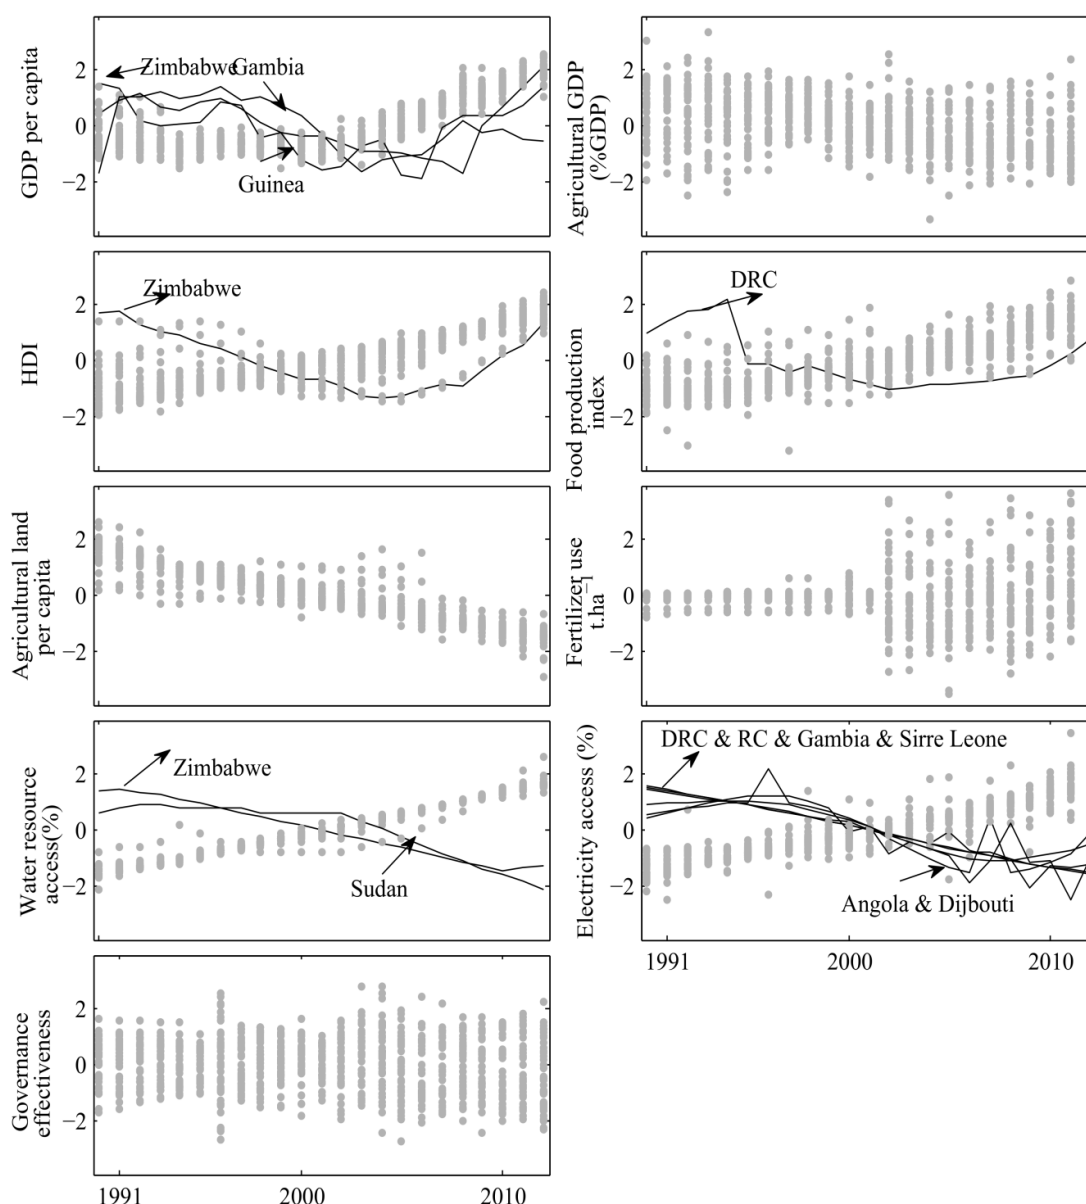 GDP per capita
2
0
−2
Zimbabwe
Gambia
Guinea
Agricultural GDP
(%GDP)
2
0
−2
HDI
2
0
−2
Zimbabwe
Food production
index
2
0
−2
DRC
Agricultural land
per capita
2
0
−2
Fertilizer use
t.ha⁻¹
2
0
−2
Water resource
access(%)
2
0
−2
Zimbabwe
Sudan
Electricity access (%)
2
0
−2
DRC & RC & Gambia & Sirre Leone
Angola & Dijbouti
1991
2000
2010
Governance
effectiveness
2
0
−2
1991
2000
2010